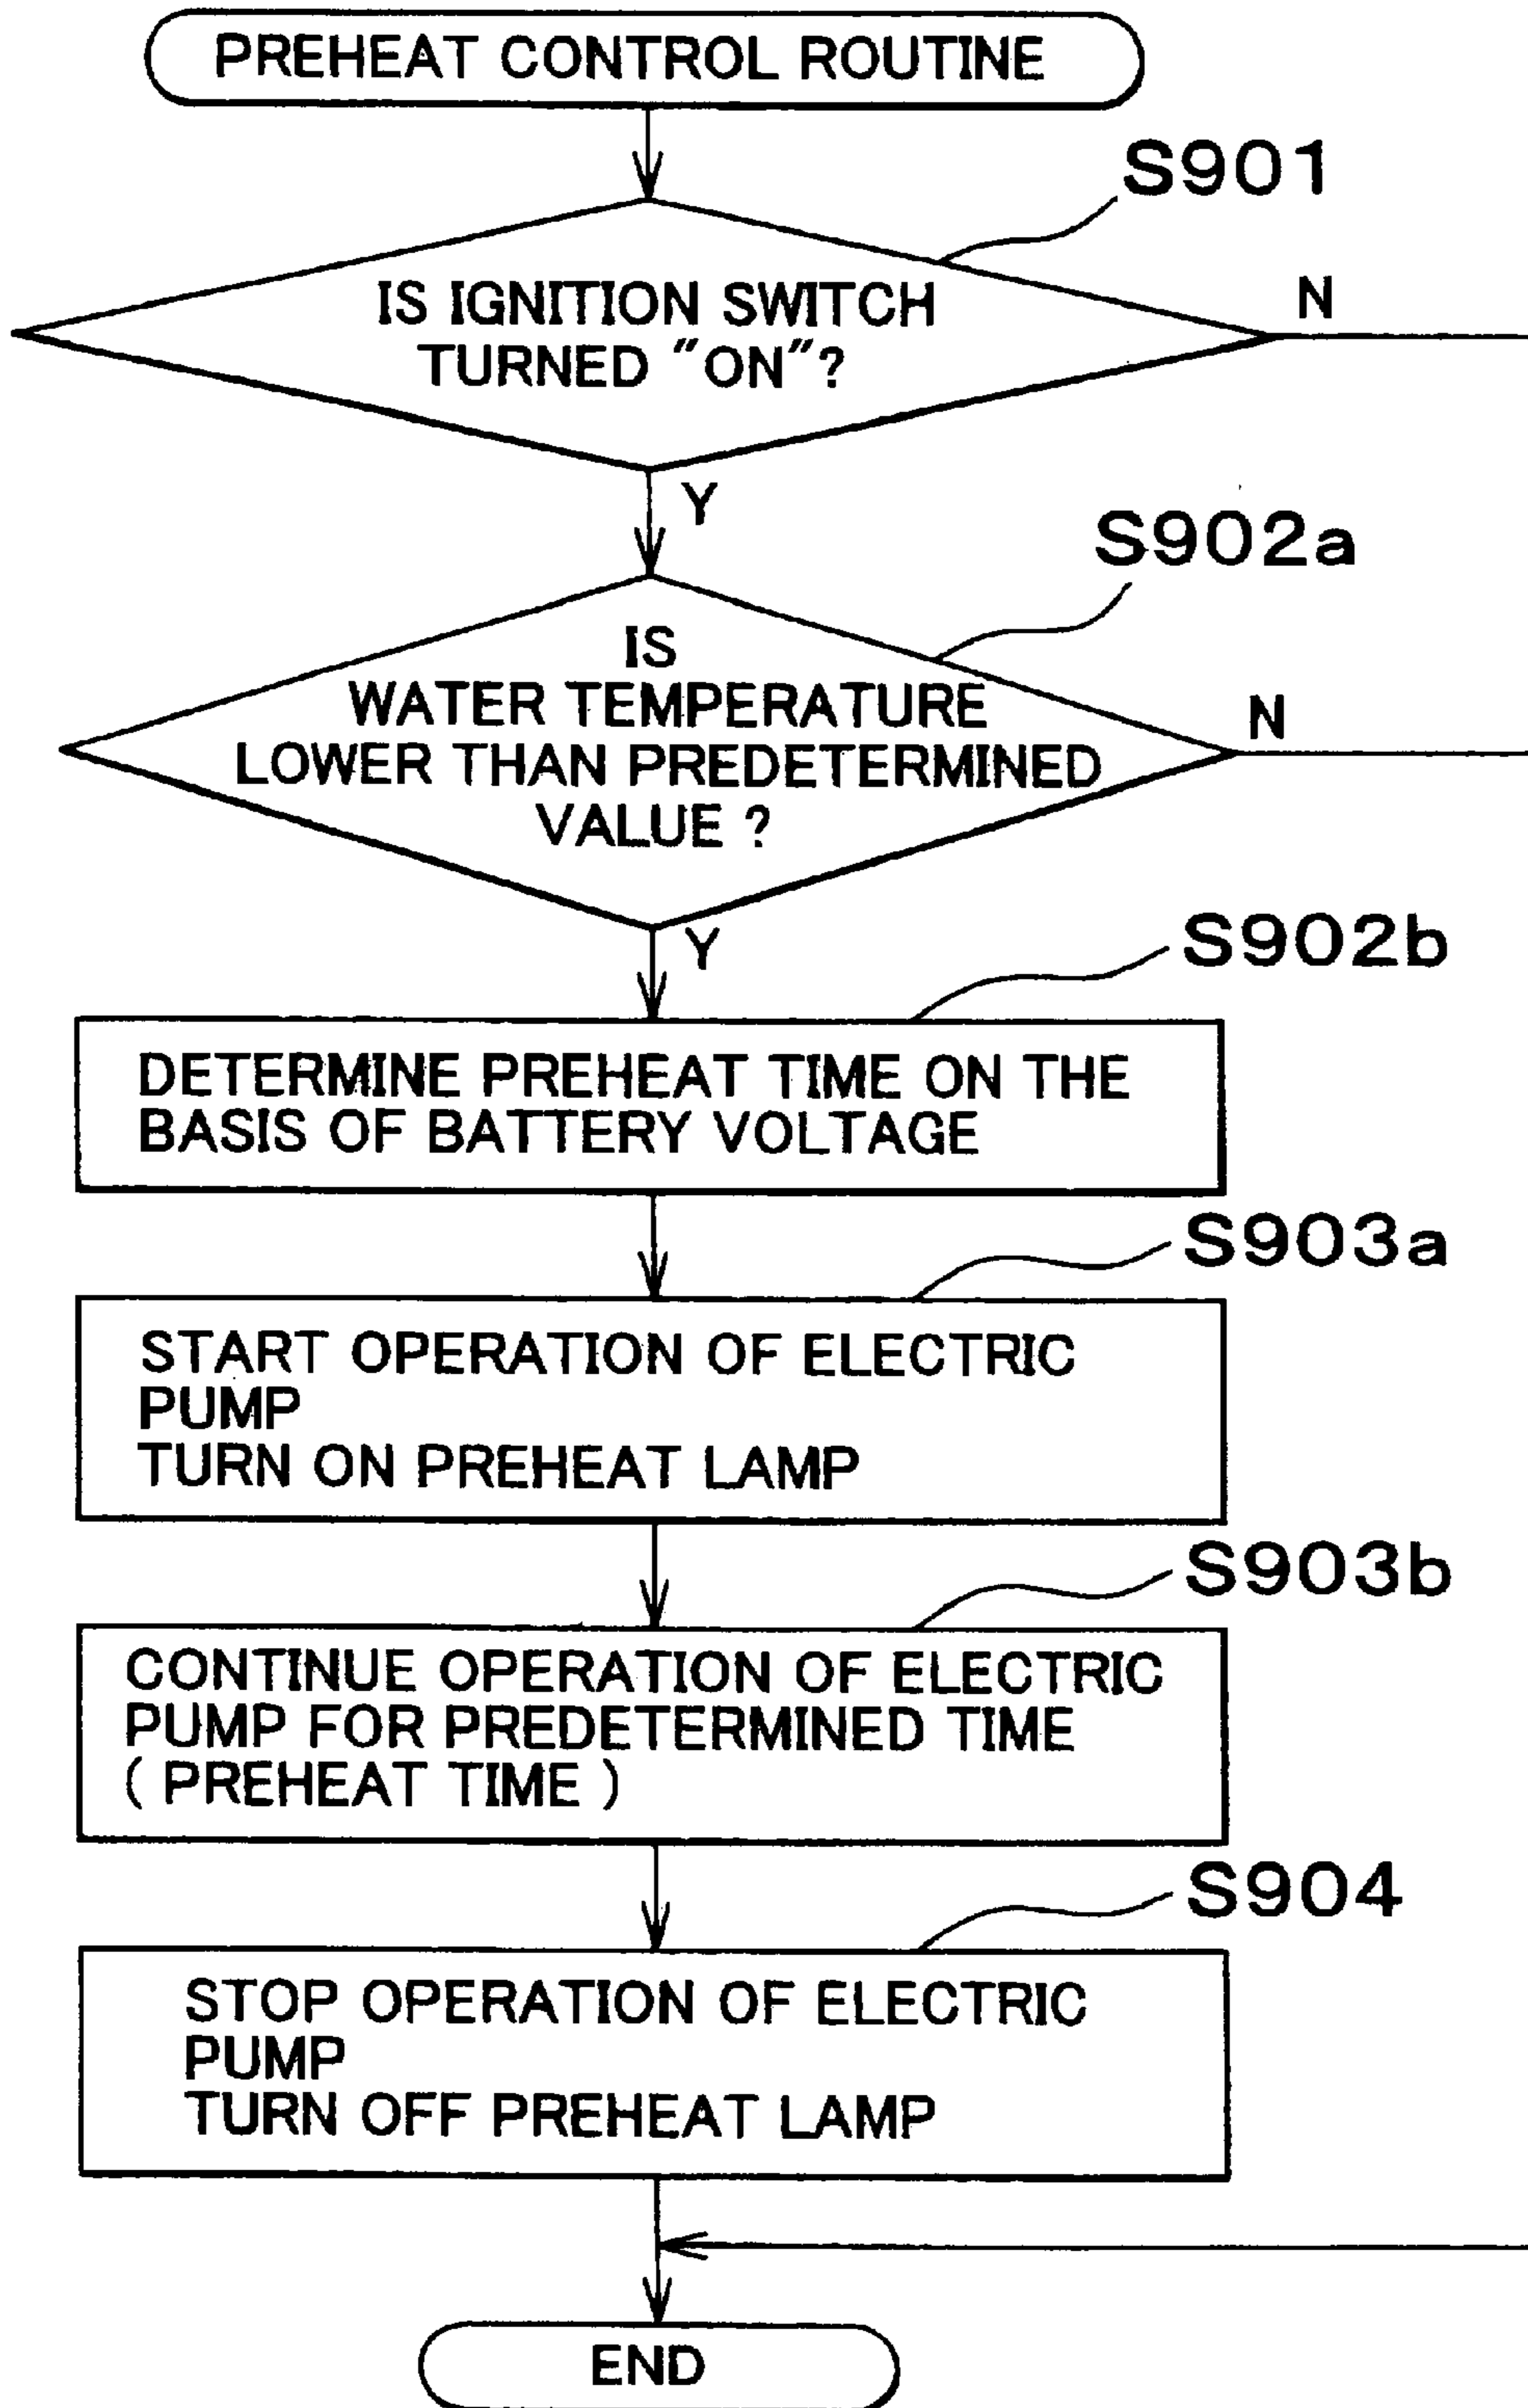 PREHEAT CONTROL ROUTINE
S901
IS IGNITION SWITCH
TURNED "ON"?
N
Y
S902a
IS
WATER TEMPERATURE
LOWER THAN PREDETERMINED
VALUE ?
N
Y
S902b
DETERMINE PREHEAT TIME ON THE
BASIS OF BATTERY VOLTAGE
S903a
START OPERATION OF ELECTRIC
PUMP
TURN ON PREHEAT LAMP
S903b
CONTINUE OPERATION OF ELECTRIC
PUMP FOR PREDETERMINED TIME
( PREHEAT TIME )
S904
STOP OPERATION OF ELECTRIC
PUMP
TURN OFF PREHEAT LAMP
END